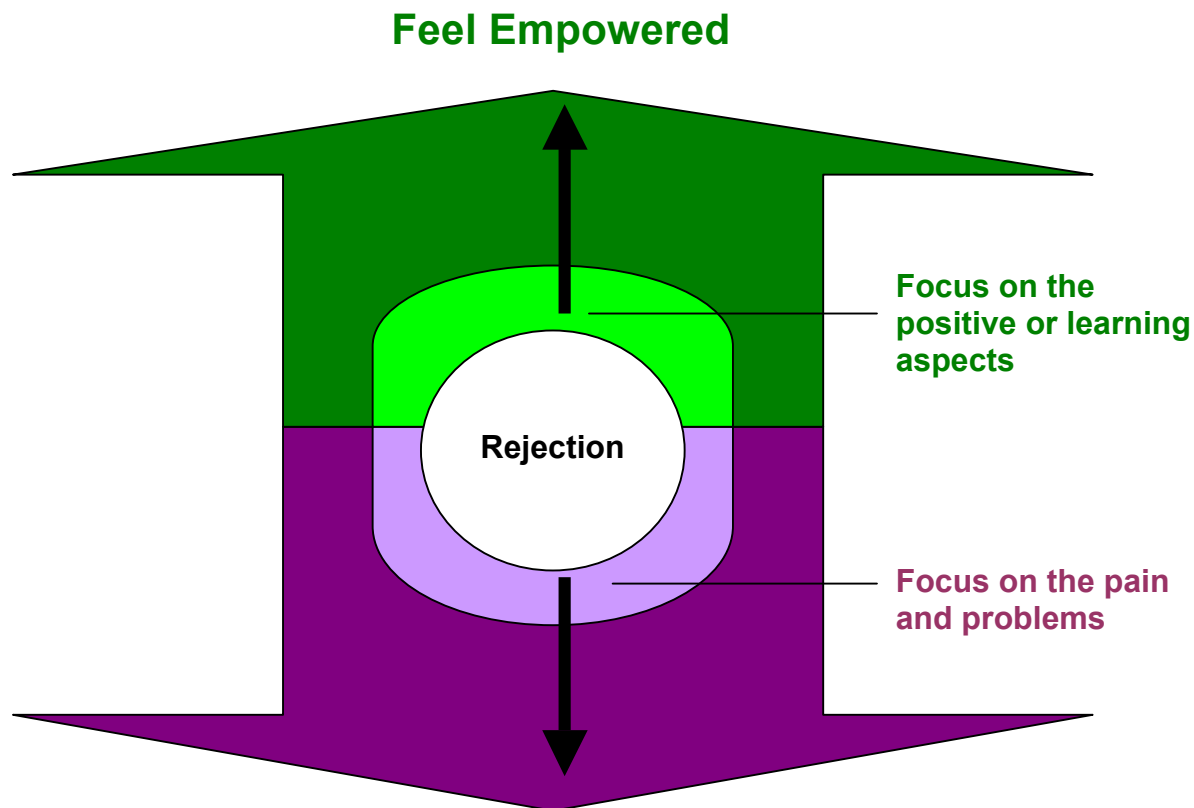 Feel Empowered
Focus on the
positive or learning
aspects
Rejection
Focus on the pain
and problems